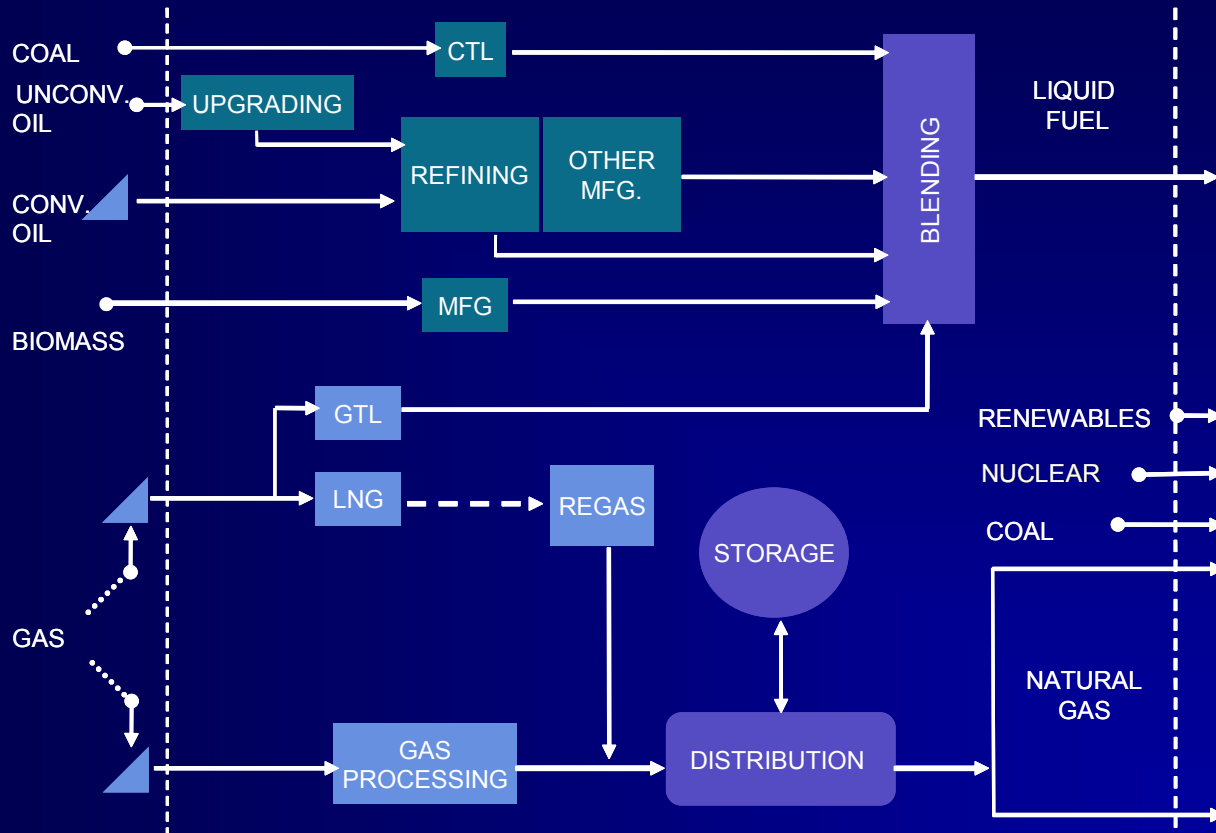 COAL
CTL
UNCONV.
OIL
UPGRADING
LIQUID
FUEL
REFINING
OTHER
MFG.
BLENDING
CONV.
OIL
MFG
BIOMASS
GTL
RENEWABLES
LNG
REGAS
NUCLEAR
COAL
STORAGE
GAS
NATURAL
GAS
GAS
PROCESSING
DISTRIBUTION